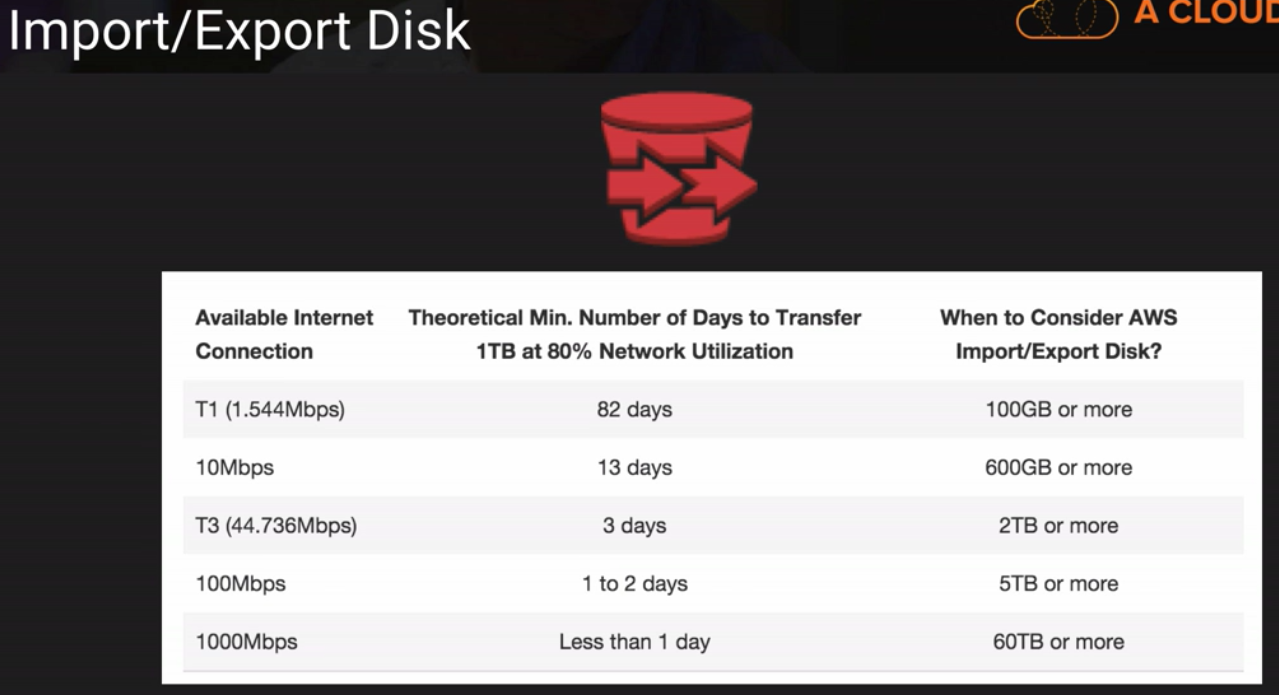 Import/Export Disk
A CLOUD
Available Internet Connection
Theoretical Min. Number of Days to Transfer 1TB at 80% Network Utilization
When to Consider AWS Import/Export Disk?
T1 (1.544Mbps) 82 days 100GB or more
10Mbps 13 days 600GB or more
T3 (44.736Mbps) 3 days 2TB or more
100Mbps 1 to 2 days 5TB or more
1000Mbps Less than 1 day 60TB or more